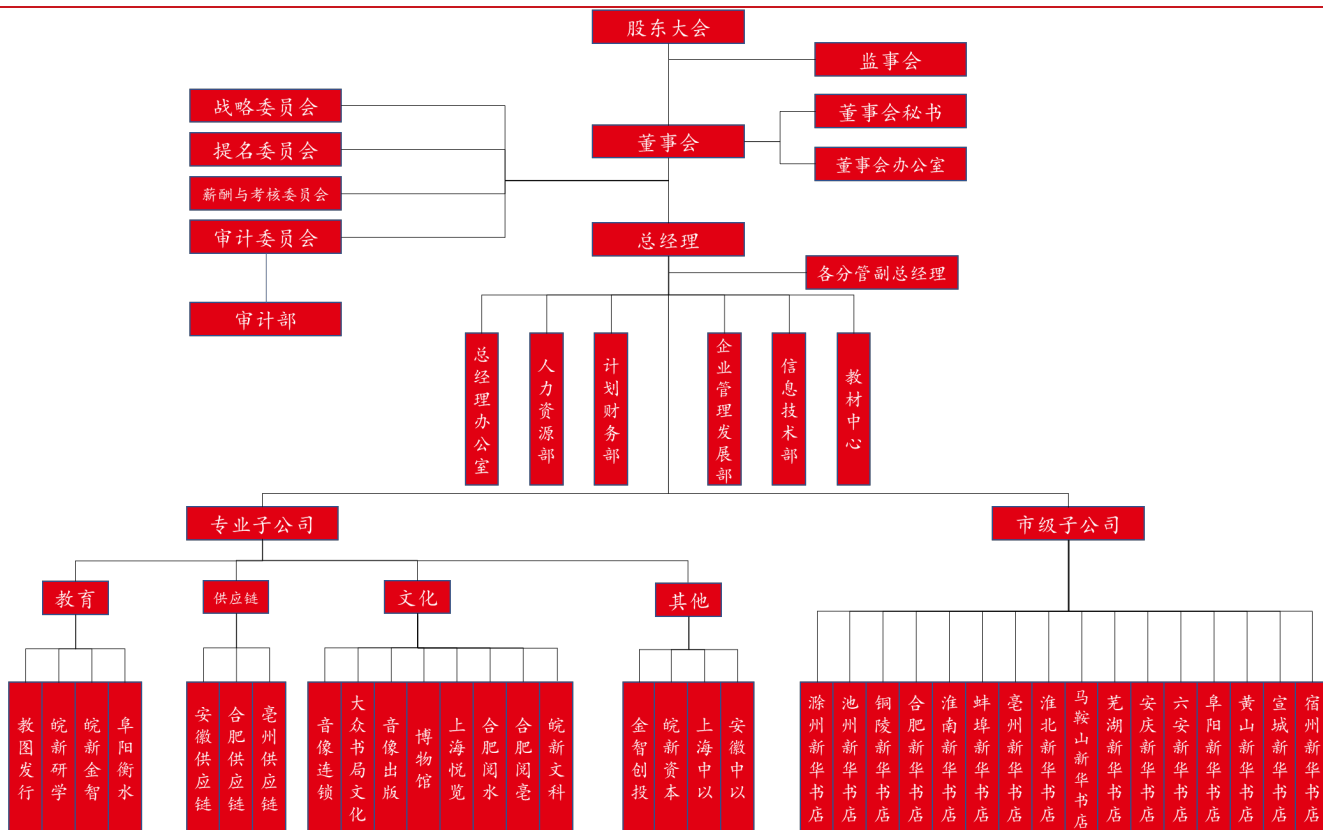 股东大会
监事会
战略委员会
董事会秘书
董事会
提名委员会
董事会办公室
薪酬与考核委员会
审计委员会
总经理
各分管副总经理
审计部
总经理办公室
人力资源部
计划财务部
企业管理发展部
信息技术部
教材中心
专业子公司
市级子公司
教育
供应链
文化
其他
教图发行
皖新研学
皖新金智
阜阳衡水
安徽供应链
合肥供应链
亳州供应链
音像连锁
大众书局文化
音像出版
博物馆
上海悦览
合肥阅水
合肥阅亳
皖新文科
金智创投
皖新资本
上海中以
安徽中以
滁州新华书店
池州新华书店
铜陵新华书店
合肥新华书店
淮南新华书店
蚌埠新华书店
亳州新华书店
淮北新华书店
马鞍山新华书店
芜湖新华书店
安庆新华书店
六安新华书店
阜阳新华书店
黄山新华书店
宣城新华书店
宿州新华书店